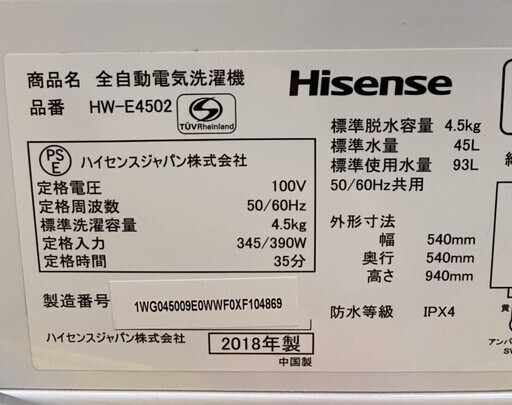 商品名 全自動電気洗濯機
Hisense
品番 HW-E4502
TÜVRheinland
PS
E
ハイセンスジャパン株式会社
定格電圧 100V
定格周波数 50/60Hz
標準洗濯容量 4.5kg
定格入力 345/390W
定格時間 35分
標準脱水容量 4.5kg
標準水量 45L
標準使用水量 93L
50/60Hz共用
外形寸法
幅 540mm
奥行 540mm
高さ 940mm
防水等級 IPX4
製造番号 1WG045009E0WWF0XF104869
ハイセンスジャパン株式会社
2018年製
中国製
黄
アンバ
SV